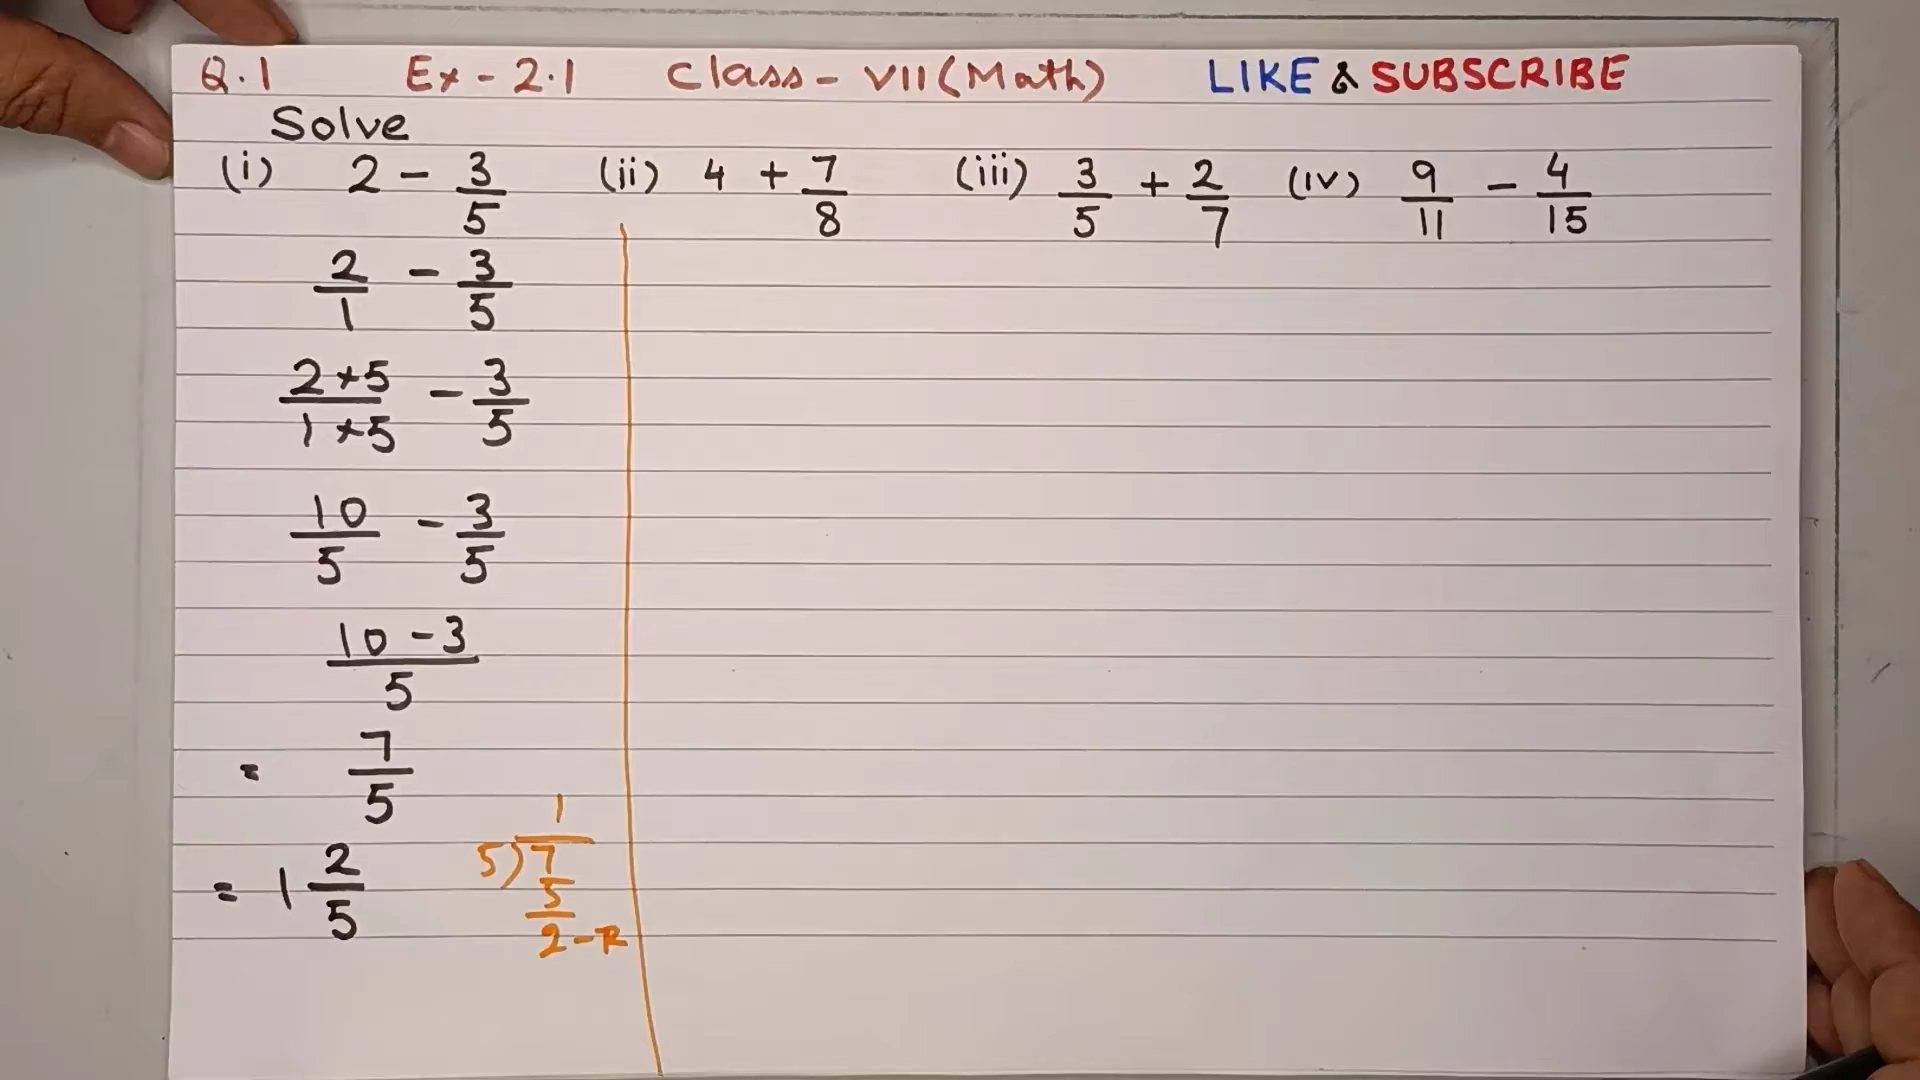 Q.1 Ex - 2.1 Class - VII (Math) LIKE & SUBSCRIBE
Solve
(i) 2 - 3/5 (ii) 4 + 7/8 (iii) 3/5 + 2/7 (iv) 9/11 - 4/15
2/1 - 3/5
2×5/1×5 - 3/5
10/5 - 3/5
10-3/5
= 7/5
= 1 2/5
1
5)7
5
2-R